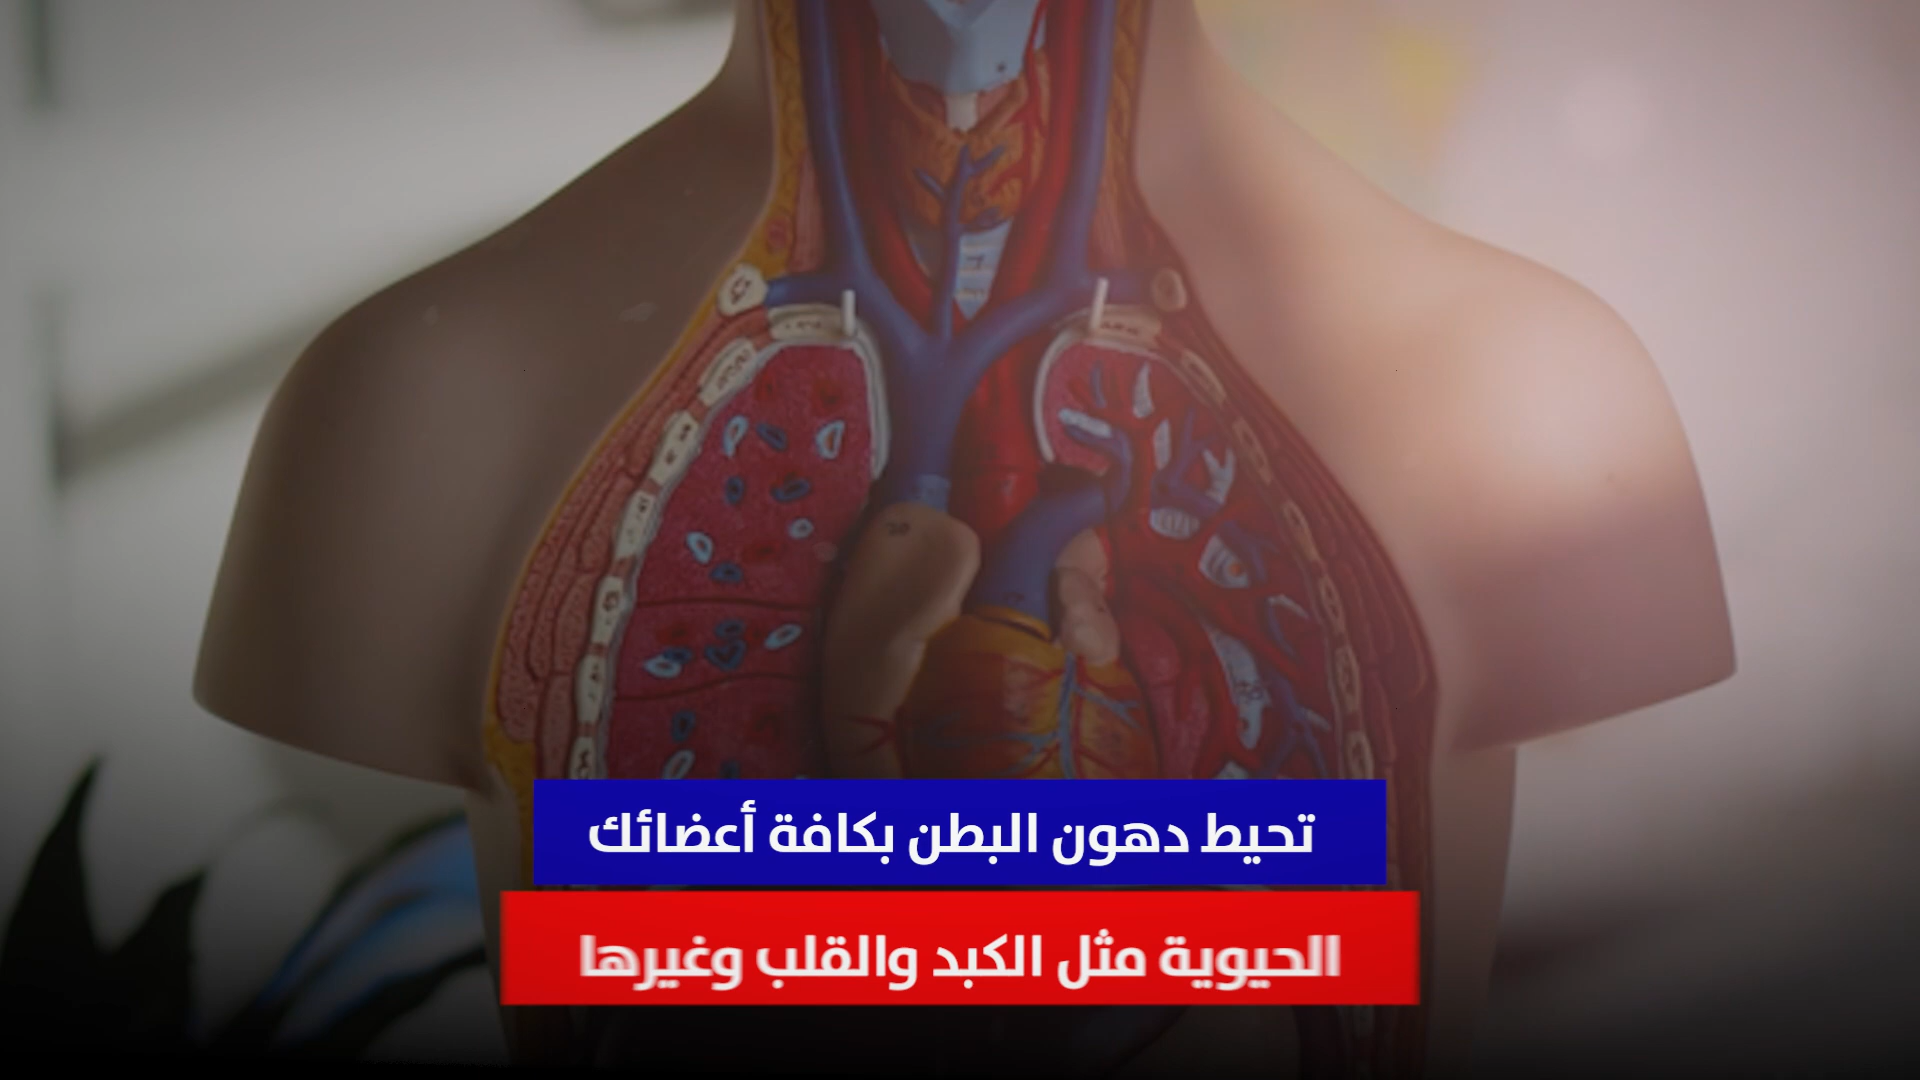 تحيط دهون البطن بكافة أعضائك
الحيوية مثل الكبد والقلب وغيرها